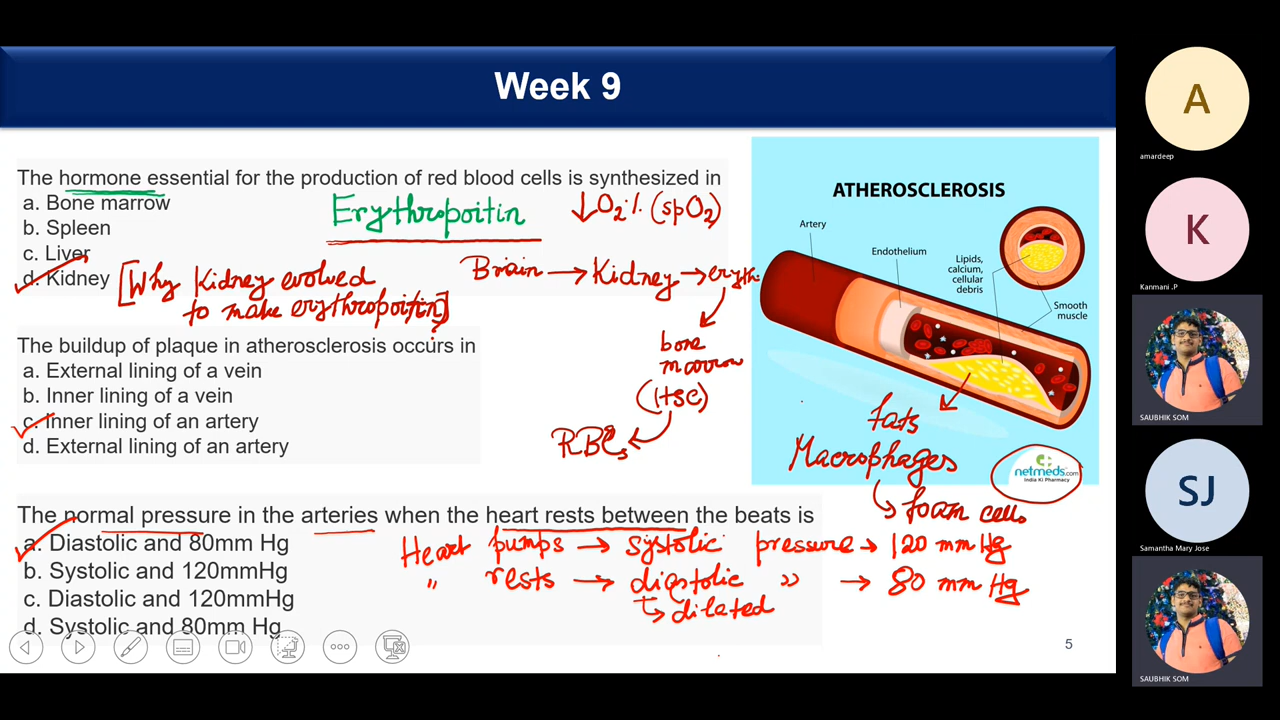 Week 9
The hormone essential for the production of red blood cells is synthesized in
a. Bone marrow
b. Spleen
c. Liver
d. Kidney
Erythropoitin
↓O2 % (spO2)
[Why Kidney evolved
to make erythropoitin]
?
Brain → Kidney → eryth
bone
marrow
(HSC)
RBCs
The buildup of plaque in atherosclerosis occurs in
a. External lining of a vein
b. Inner lining of a vein
c. Inner lining of an artery
d. External lining of an artery
ATHEROSCLEROSIS
Artery
Endothelium
Lipids,
calcium,
cellular
debris
Smooth
muscle
fats
Macrophages
foam cells
netmeds.com
India Ki Pharmacy
The normal pressure in the arteries when the heart rests between the beats is
a. Diastolic and 80mm Hg
b. Systolic and 120mmHg
c. Diastolic and 120mmHg
d. Systolic and 80mm Hg
Heart pumps → systolic pressure → 120 mm Hg
" rests → diastolic " → 80 mm Hg
dilated
5
A
amardeep
K
Kanmani .P
SAUBHIK SOM
SJ
Samantha Mary Jose
SAUBHIK SOM